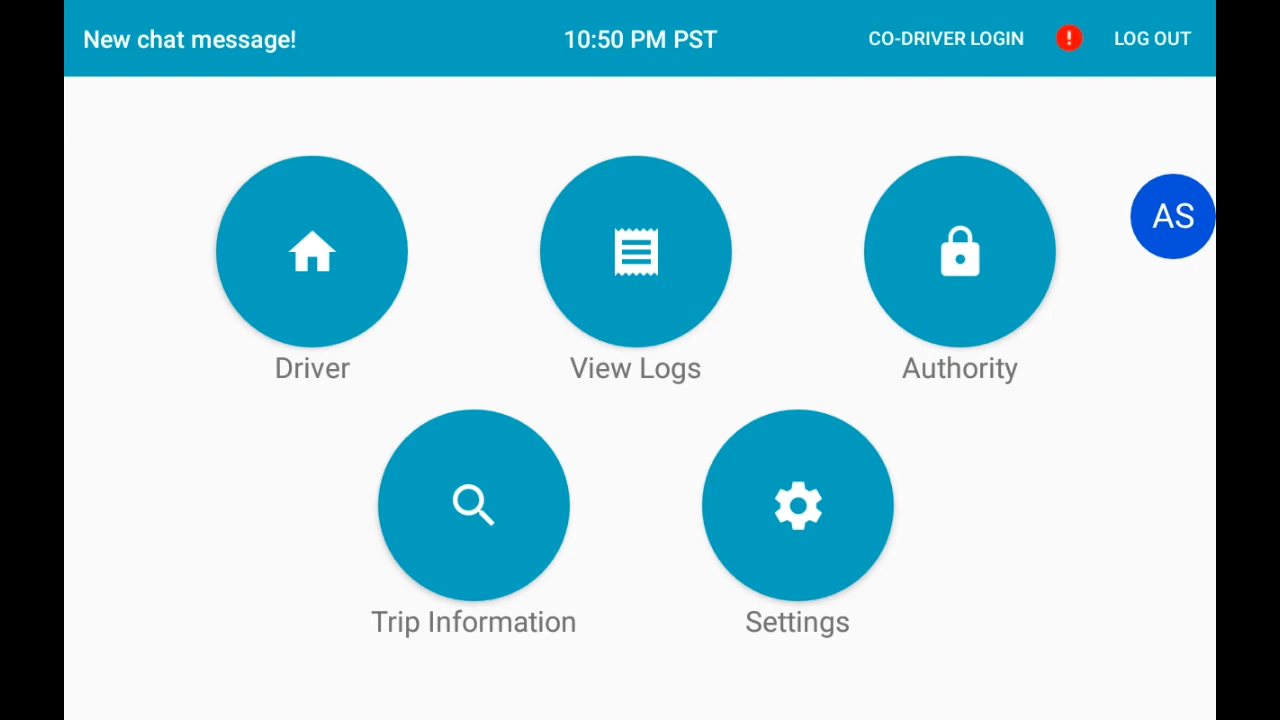 New chat message!
10:50 PM PST
CO-DRIVER LOGIN
LOG OUT
AS
Driver
View Logs
Authority
Trip Information
Settings